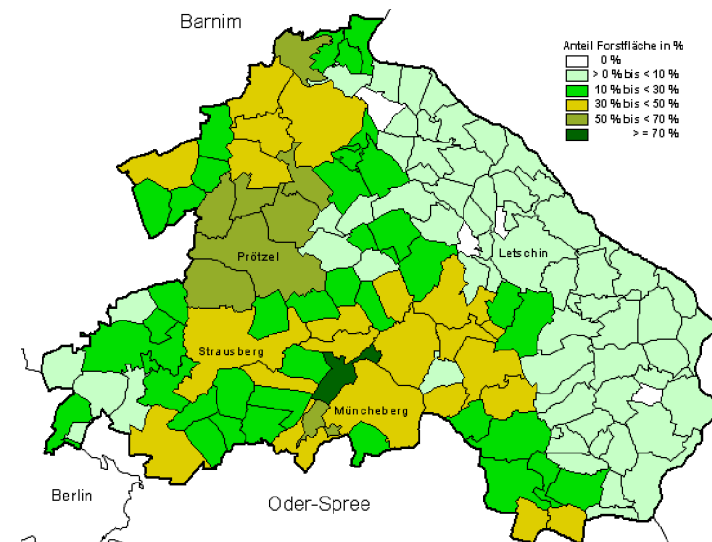 Barnim
Anteil Forstfläche in %
0 %
> 0 % bis < 10 %
10 % bis < 30 %
30 % bis < 50 %
50 % bis < 70 %
>= 70 %
Prötzel
Letschin
Strausberg
Müncheberg
Berlin
Oder-Spree